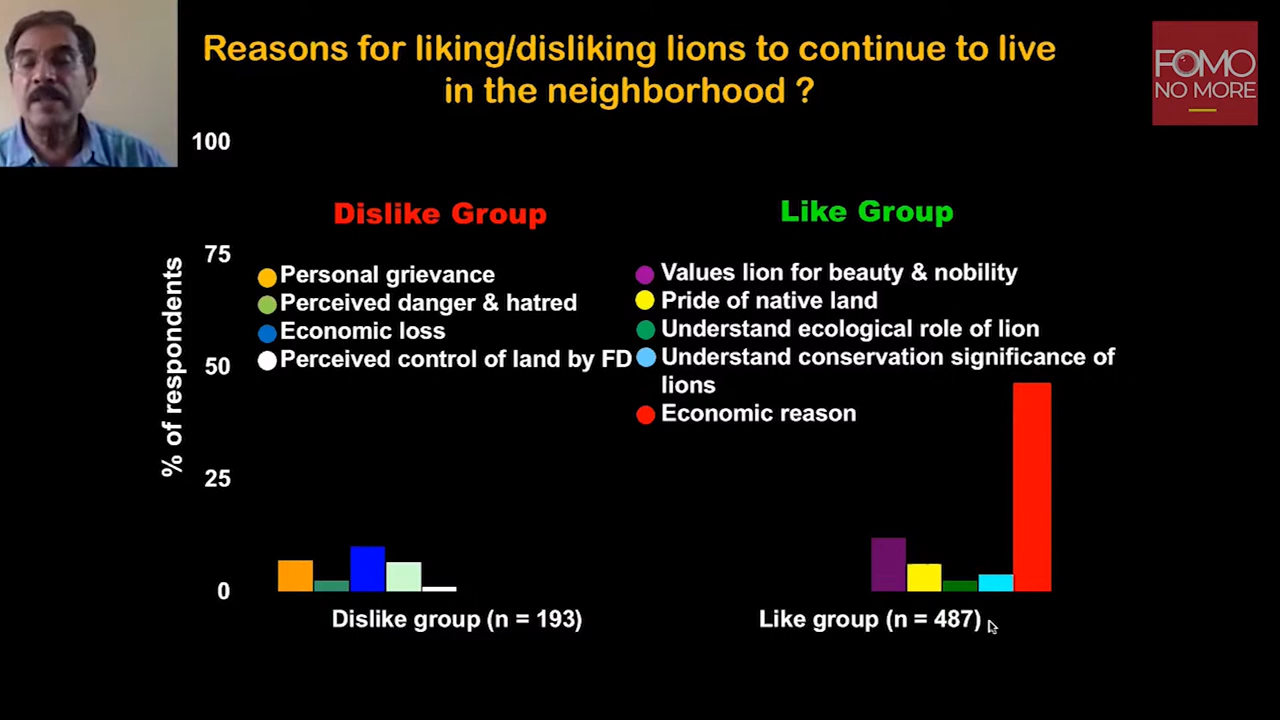 Reasons for liking/disliking lions to continue to live
in the neighborhood ?
FOMO
NO MORE
100
75
50
25
0
% of respondents
Dislike Group
Personal grievance
Perceived danger & hatred
Economic loss
Perceived control of land by FD
Like Group
Values lion for beauty & nobility
Pride of native land
Understand ecological role of lion
Understand conservation significance of
lions
Economic reason
Dislike group (n = 193)
Like group (n = 487)